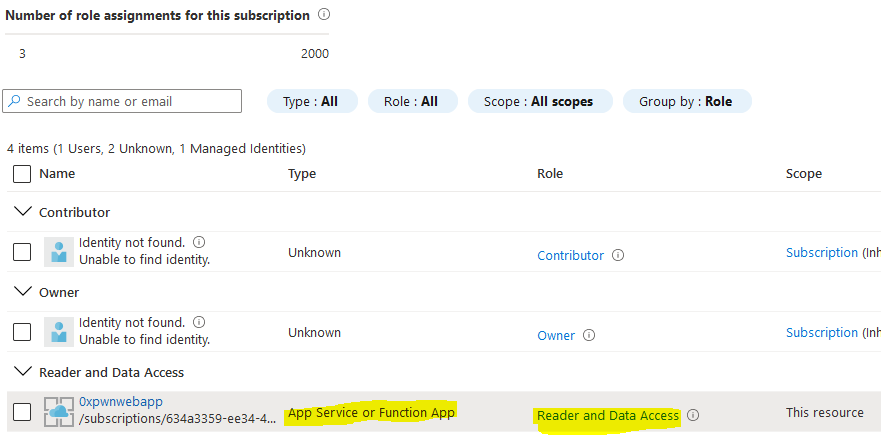 Number of role assignments for this subscription
3 2000
Search by name or email Type : All Role : All Scope : All scopes Group by : Role
4 items (1 Users, 2 Unknown, 1 Managed Identities)
Name Type Role Scope
Contributor
Identity not found.
Unable to find identity. Unknown Contributor Subscription (Inh
Owner
Identity not found.
Unable to find identity. Unknown Owner Subscription (Inh
Reader and Data Access
0xpwnwebapp
/subscriptions/634a3359-ee34-4... App Service or Function App Reader and Data Access This resource